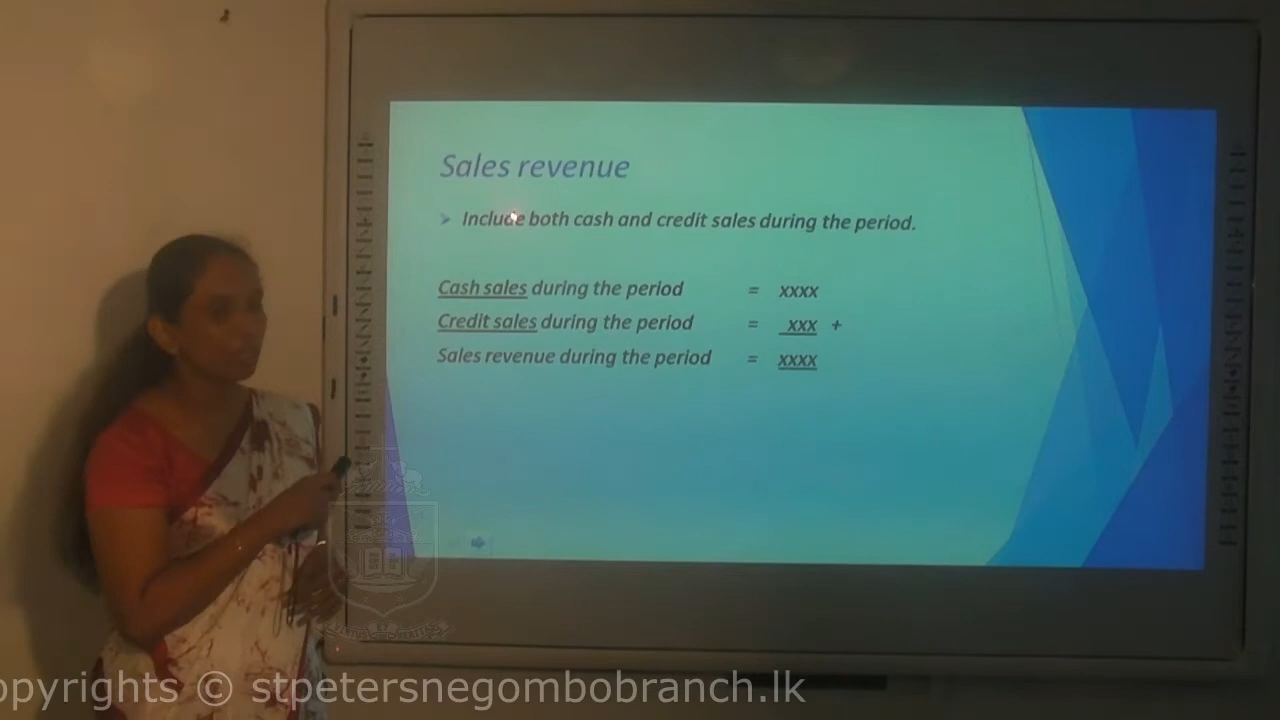 Sales revenue
Include both cash and credit sales during the period.
Cash sales during the period = xxxx
Credit sales during the period = xxx +
Sales revenue during the period = xxxx
opyrights © stpetersnegombobranch.lk